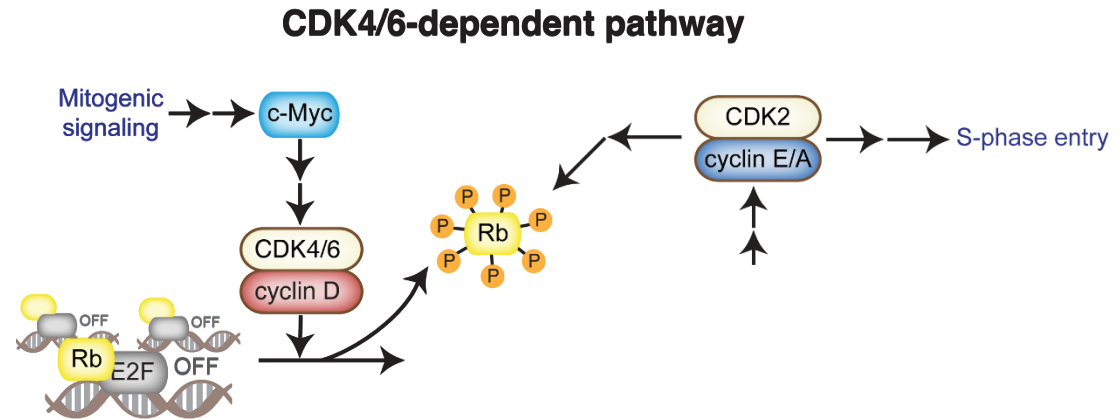 CDK4/6-dependent pathway
Mitogenic
signaling
c-Myc
CDK2
cyclin E/A
S-phase entry
P
P
P
P
Rb
P
P
P
CDK4/6
cyclin D
OFF
OFF
Rb
E2F
OFF